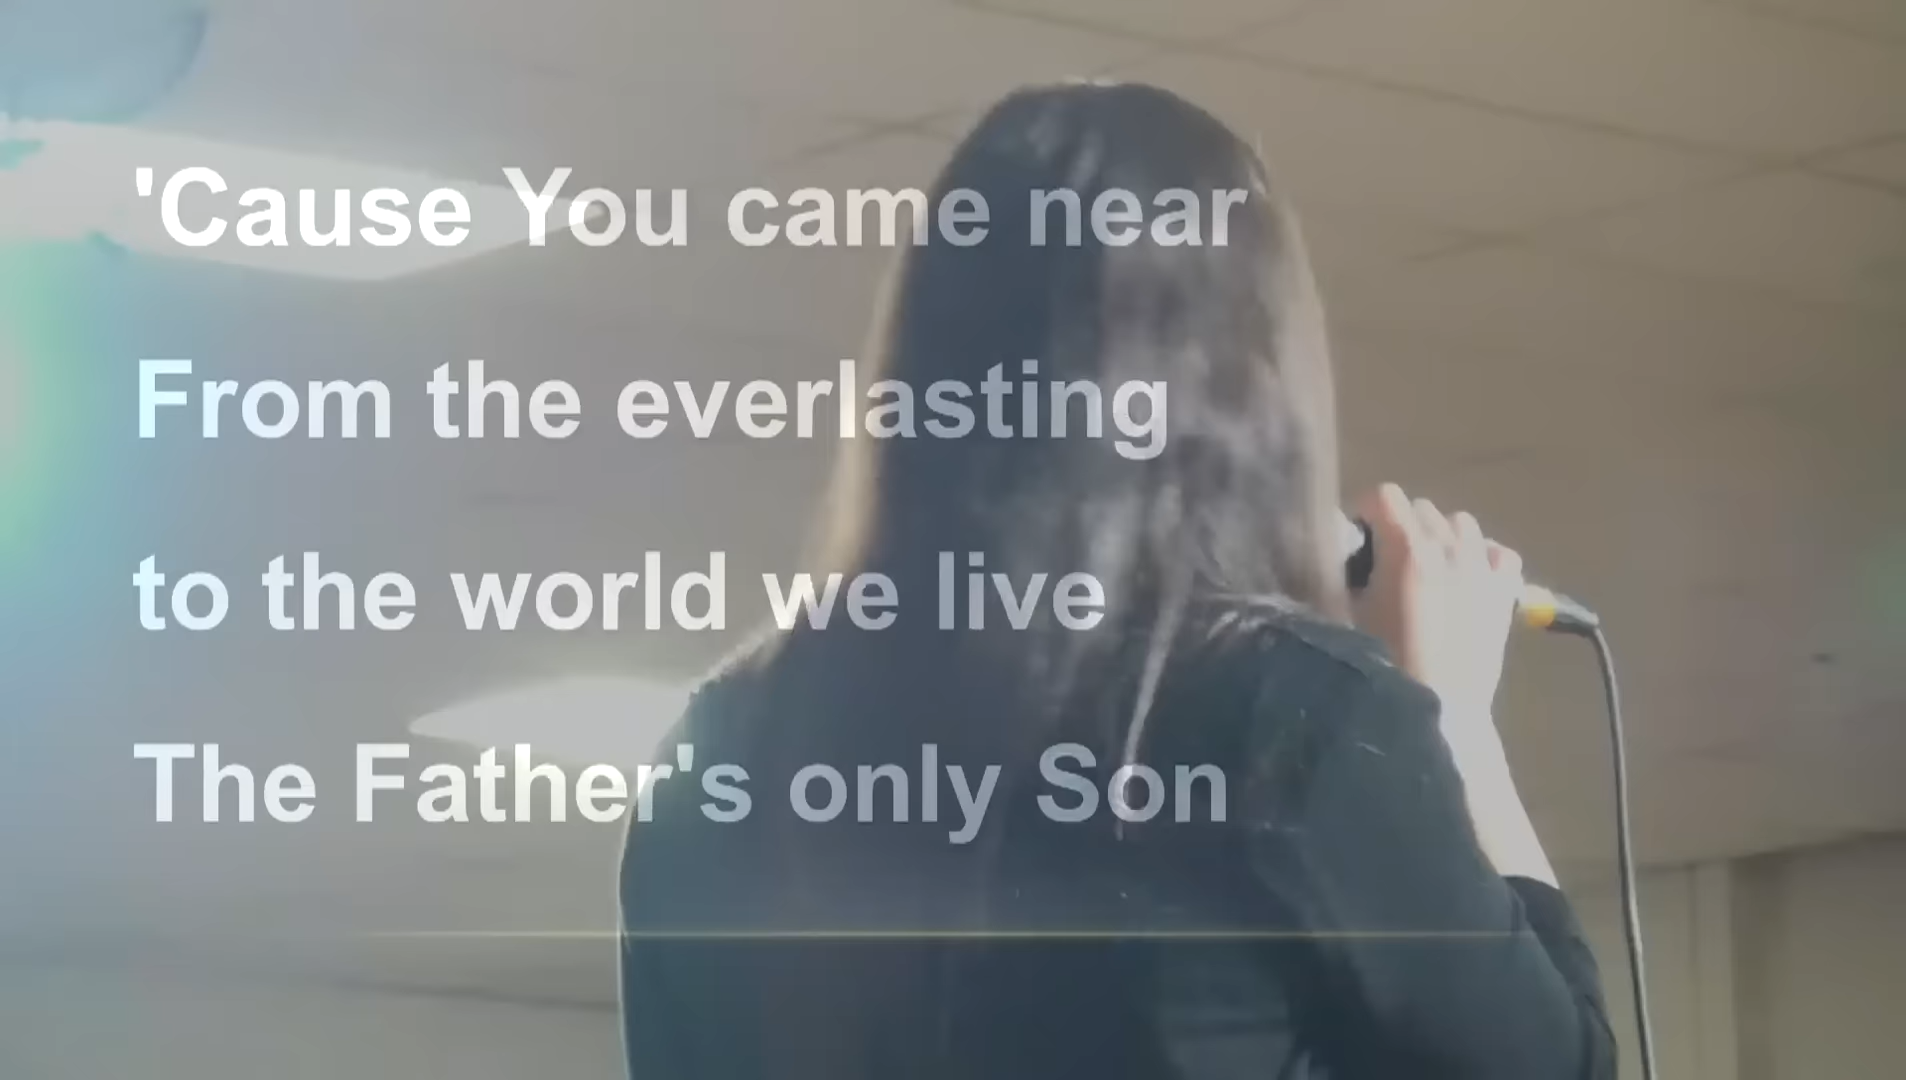 'Cause You came near
From the everlasting
to the world we live
The Father's only Son